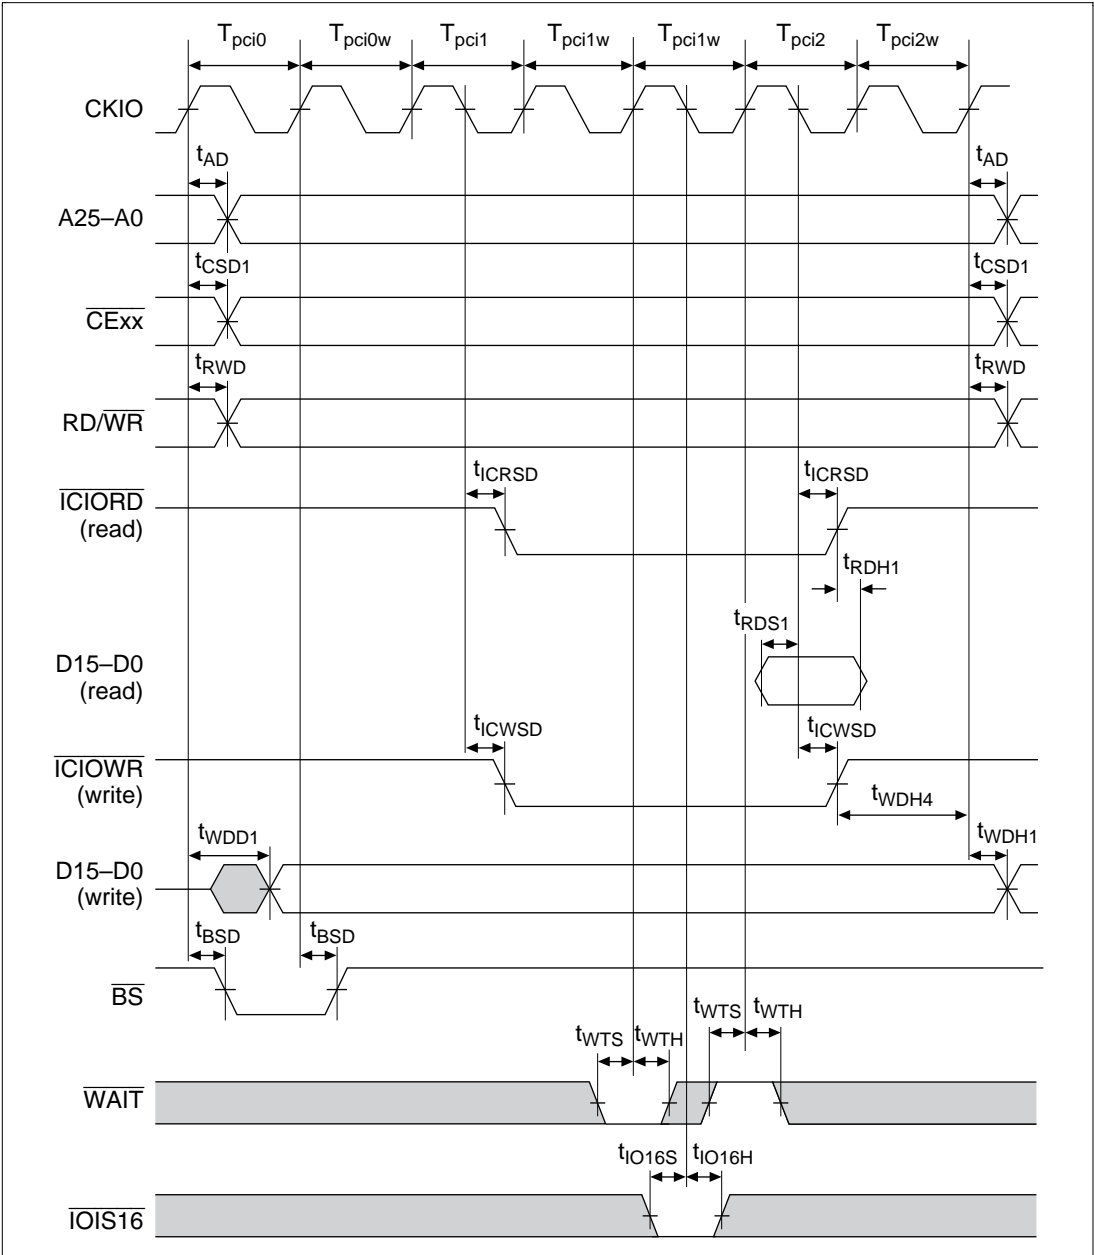 Tpci0 Tpci0w Tpci1 Tpci1w Tpci1w Tpci2 Tpci2w
CKIO
tAD tAD
A25–A0
tCSD1 tCSD1
CExx
tRWD tRWD
RD/WR
tICRSD tICRSD
ICIORD
(read)
tRDH1
tRDS1
D15–D0
(read)
tICWSD tICWSD
ICIOWR
(write)
tWDH4
tWDD1 tWDH1
D15–D0
(write)
tBSD tBSD
BS
tWTS tWTH
tWTS tWTH
WAIT
tIO16S tIO16H
IOIS16